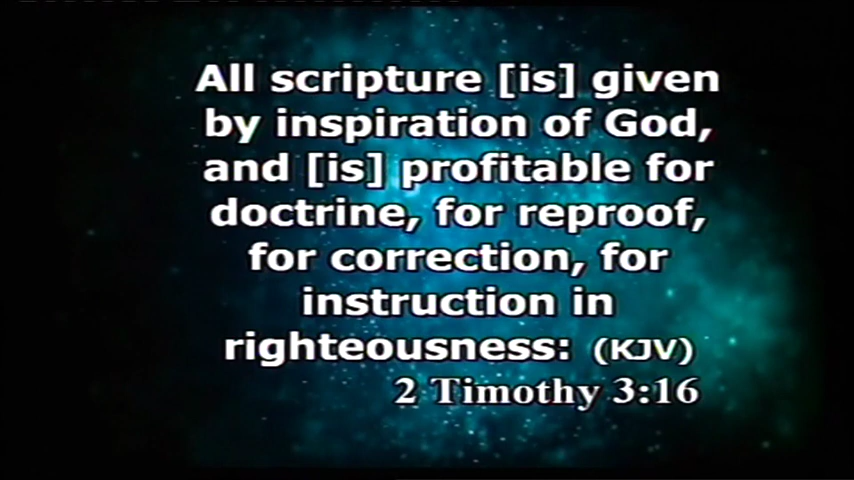 All scripture [is] given
by inspiration of God,
and [is] profitable for
doctrine, for reproof,
for correction, for
instruction in
righteousness: (KJV)
2 Timothy 3:16